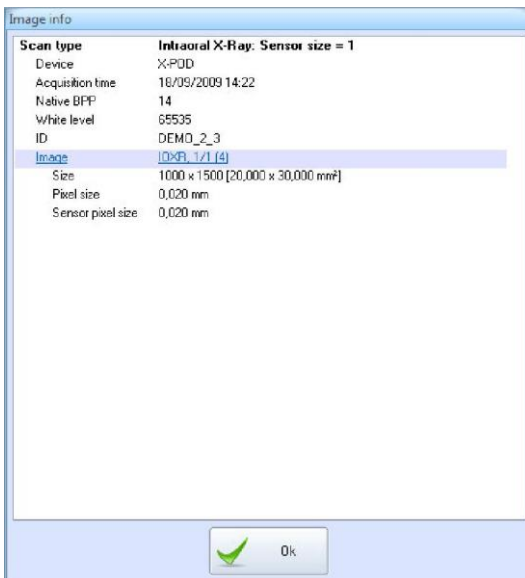 Image info
Scan type Intraoral X-Ray: Sensor size = 1
Device X-POD
Acquisition time 18/09/2009 14:22
Native BPP 14
White level 65535
ID DEMO_2_3
Image IOXR, 1/1 (4)
Size 1000 x 1500 [20,000 x 30,000 mm²]
Pixel size 0,020 mm
Sensor pixel size 0,020 mm
Ok